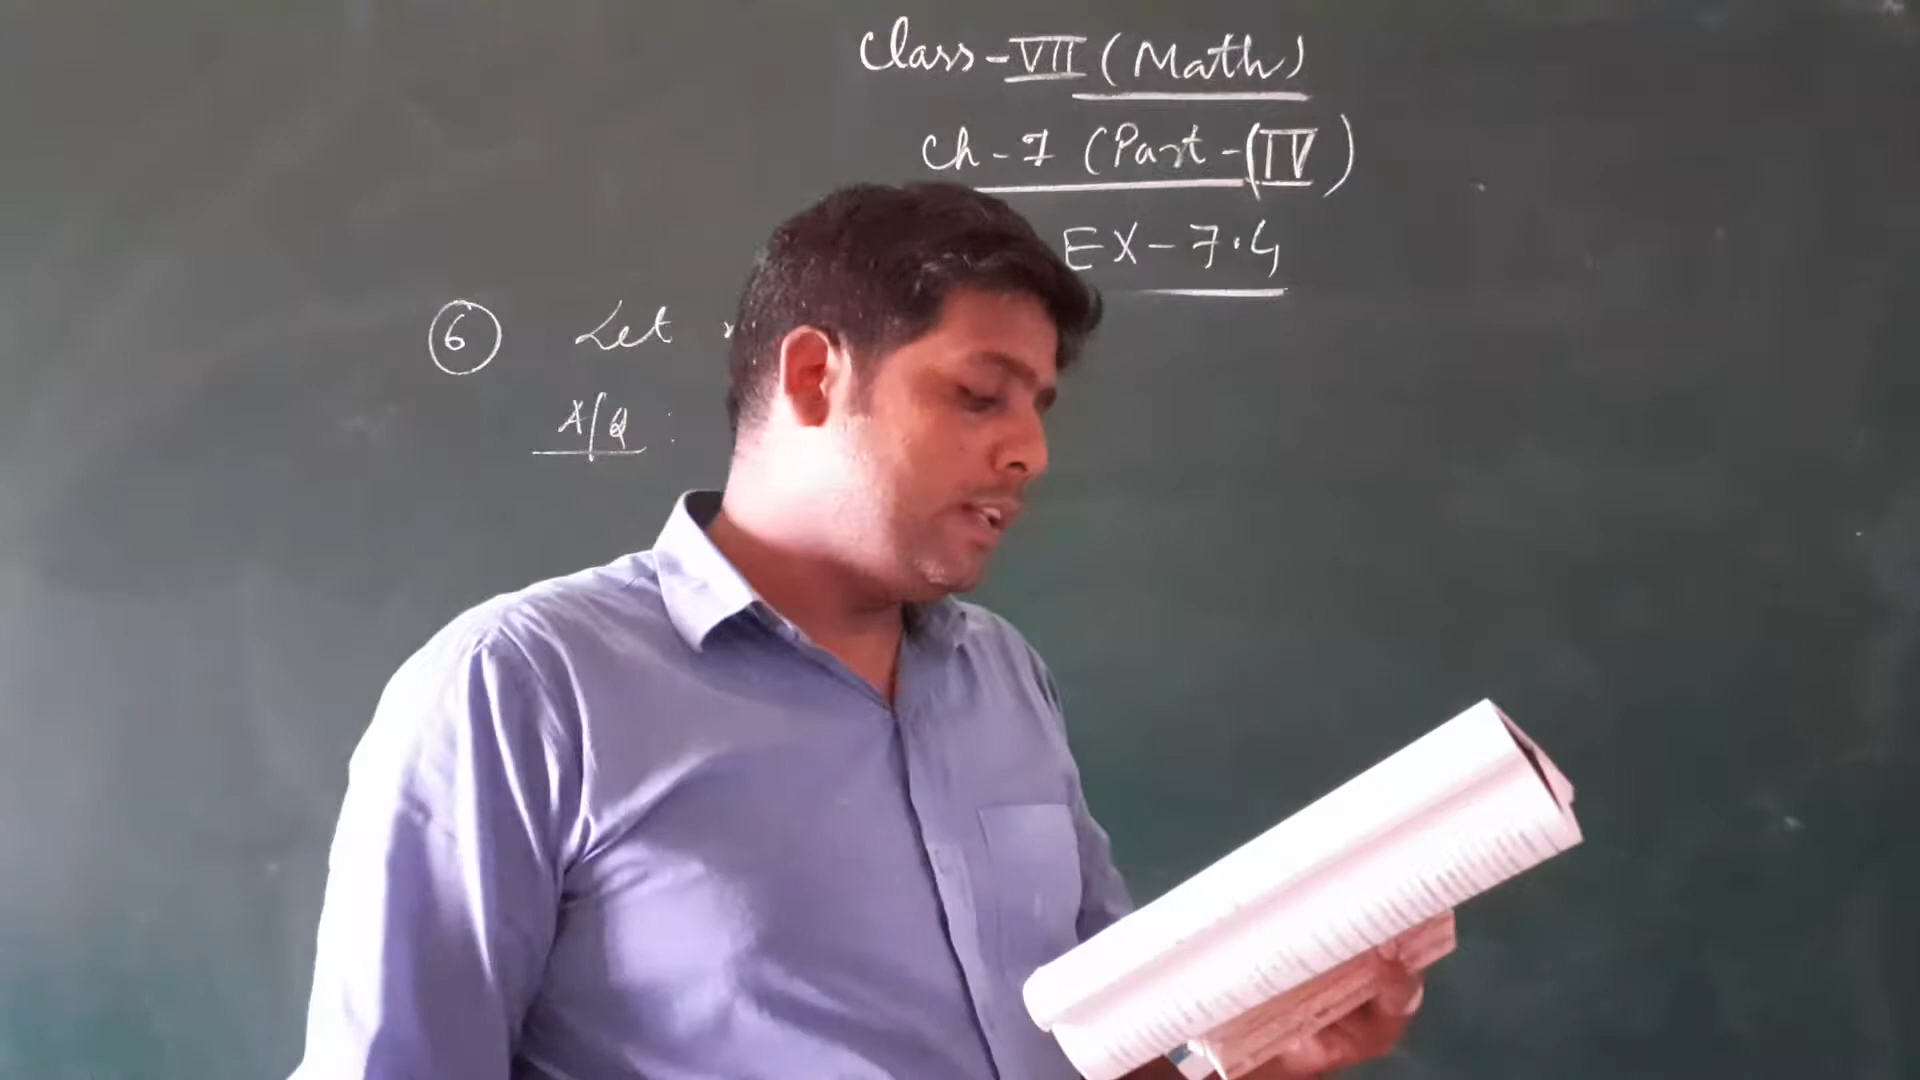 Class-VII (Math)
Ch-7 (Part-(IV)
EX-7.4
6 Let
A/Q :